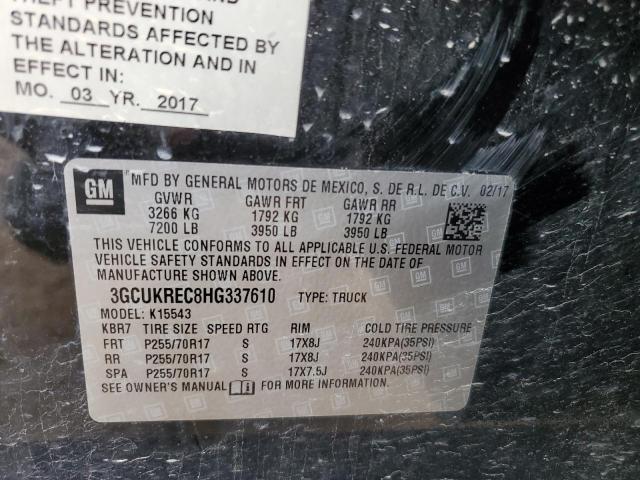 THEFT PREVENTION
STANDARDS AFFECTED BY
THE ALTERATION AND IN
EFFECT IN:
MO. 03 YR. 2017
GM
MFD BY GENERAL MOTORS DE MEXICO, S. DE R.L. DE C.V. 02/17
GVWR GAWR FRT GAWR RR
3266 KG 1792 KG 1792 KG
7200 LB 3950 LB 3950 LB
THIS VEHICLE CONFORMS TO ALL APPLICABLE U.S. FEDERAL MOTOR
VEHICLE SAFETY STANDARDS IN EFFECT ON THE DATE OF
MANUFACTURE SHOWN ABOVE.
3GCUKREC8HG337610 TYPE: TRUCK
MODEL: K15543
KBR7 TIRE SIZE SPEED RTG RIM COLD TIRE PRESSURE
FRT P255/70R17 S 17X8J 240KPA(35PSI)
RR P255/70R17 S 17X8J 240KPA(35PSI)
SPA P255/70R17 S 17X7.5J 240KPA(35PSI)
SEE OWNER'S MANUAL FOR MORE INFORMATION.